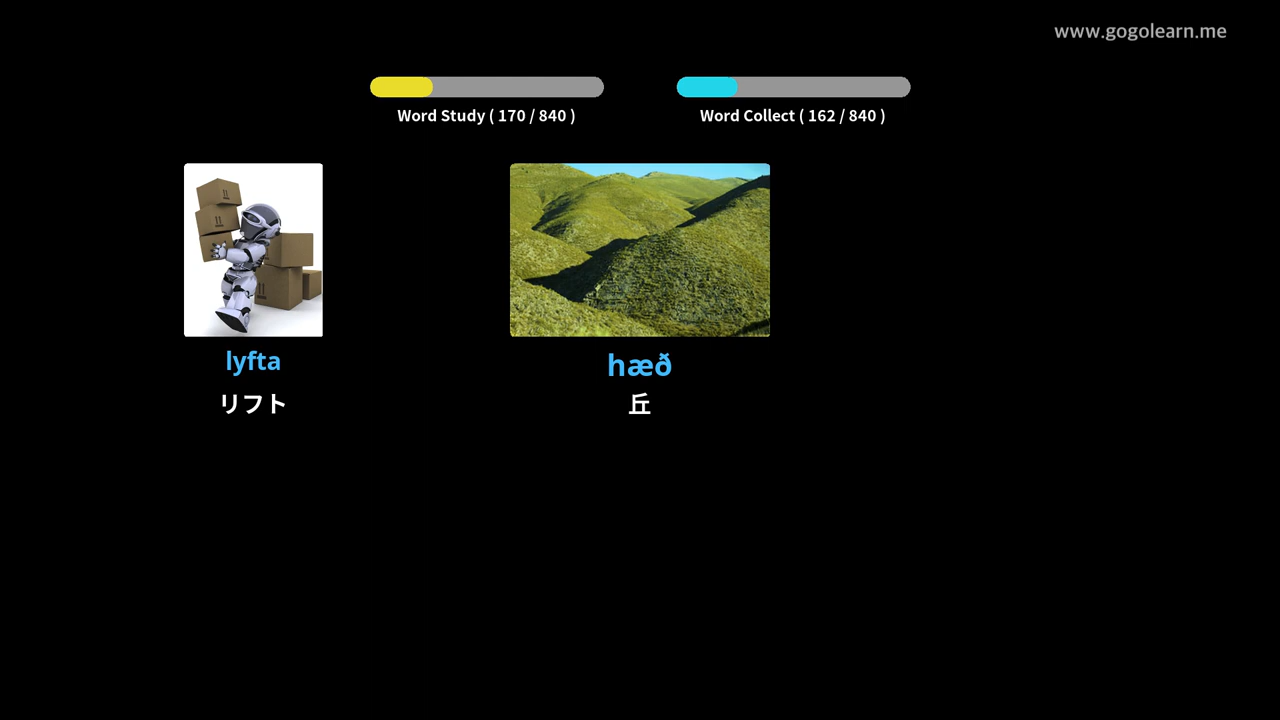 www.gogolearn.me
Word Study ( 170 / 840 )
Word Collect ( 162 / 840 )
lyfta
リフト
hæð
丘